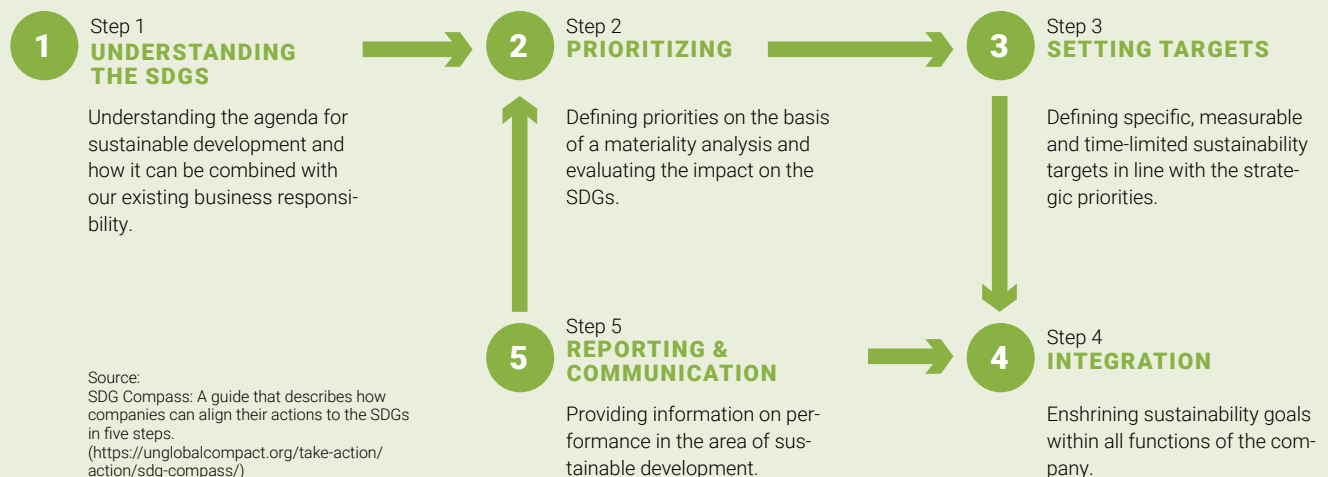 1
Step 1
UNDERSTANDING
THE SDGS
Understanding the agenda for
sustainable development and
how it can be combined with
our existing business responsi-
bility.
2
Step 2
PRIORITIZING
Defining priorities on the basis
of a materiality analysis and
evaluating the impact on the
SDGs.
3
Step 3
SETTING TARGETS
Defining specific, measurable
and time-limited sustainability
targets in line with the strate-
gic priorities.
4
Step 4
INTEGRATION
Enshrining sustainability goals
within all functions of the com-
pany.
5
Step 5
REPORTING &
COMMUNICATION
Providing information on per-
formance in the area of sus-
tainable development.
Source:
SDG Compass: A guide that describes how
companies can align their actions to the SDGs
in five steps.
(https://unglobalcompact.org/take-action/
action/sdg-compass/)